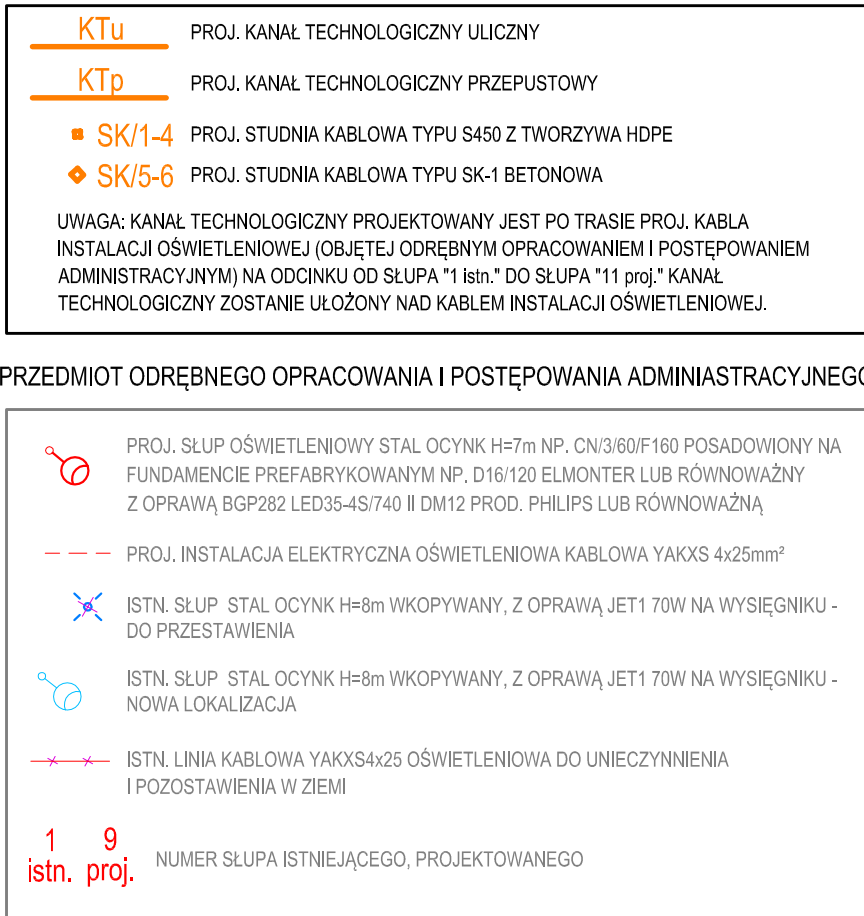 KTu PROJ. KANAŁ TECHNOLOGICZNY ULICZNY
KTp PROJ. KANAŁ TECHNOLOGICZNY PRZEPUSTOWY
SK/1-4 PROJ. STUDNIA KABLOWA TYPU S450 Z TWORZYWA HDPE
SK/5-6 PROJ. STUDNIA KABLOWA TYPU SK-1 BETONOWA
UWAGA: KANAŁ TECHNOLOGICZNY PROJEKTOWANY JEST PO TRASIE PROJ. KABLA
INSTALACJI OŚWIETLENIOWEJ (OBJĘTEJ ODRĘBNYM OPRACOWANIEM I POSTĘPOWANIEM
ADMINISTRACYJNYM) NA ODCINKU OD SŁUPA "1 istn." DO SŁUPA "11 proj." KANAŁ
TECHNOLOGICZNY ZOSTANIE UŁOŻONY NAD KABLEM INSTALACJI OŚWIETLENIOWEJ.
PRZEDMIOT ODRĘBNEGO OPRACOWANIA I POSTĘPOWANIA ADMINIASTRACYJNEGO
PROJ. SŁUP OŚWIETLENIOWY STAL OCYNK H=7m NP. CN/3/60/F160 POSADOWIONY NA
FUNDAMENCIE PREFABRYKOWANYM NP. D16/120 ELMONTER LUB RÓWNOWAŻNY
Z OPRAWĄ BGP282 LED35-4S/740 II DM12 PROD. PHILIPS LUB RÓWNOWAŻNĄ
PROJ. INSTALACJA ELEKTRYCZNA OŚWIETLENIOWA KABLOWA YAKXS 4x25mm²
ISTN. SŁUP STAL OCYNK H=8m WKOPYWANY, Z OPRAWĄ JET1 70W NA WYSIĘGNIKU -
DO PRZESTAWIENIA
ISTN. SŁUP STAL OCYNK H=8m WKOPYWANY, Z OPRAWĄ JET1 70W NA WYSIĘGNIKU -
NOWA LOKALIZACJA
ISTN. LINIA KABLOWA YAKXS4x25 OŚWIETLENIOWA DO UNIECZYNNIENIA
I POZOSTAWIENIA W ZIEMI
1 9
istn. proj. NUMER SŁUPA ISTNIEJĄCEGO, PROJEKTOWANEGO